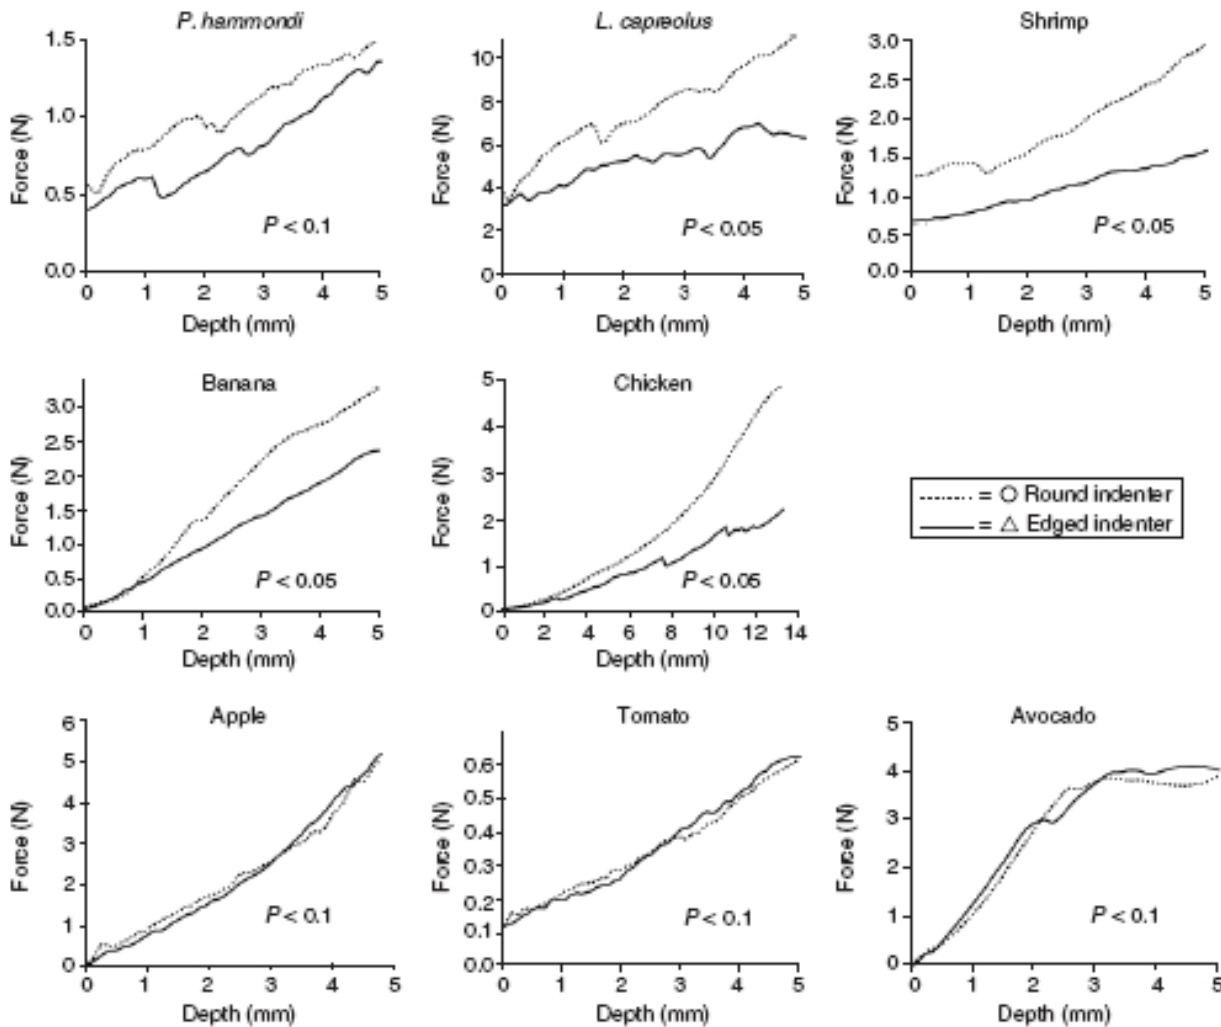 P. hammondi
L. capreolus
Shrimp
1.5
1.0
0.5
0.0
Force (N)
P < 0.1
0 1 2 3 4 5
Depth (mm)
10
8
6
4
2
0
Force (N)
P < 0.05
0 1 2 3 4 5
Depth (mm)
3.0
2.5
2.0
1.5
1.0
0.5
0.0
Force (N)
P < 0.05
0 1 2 3 4 5
Depth (mm)
Banana
3.0
2.5
2.0
1.5
1.0
0.5
0.0
Force (N)
P < 0.05
0 1 2 3 4 5
Depth (mm)
Chicken
5
4
3
2
1
0
Force (N)
P < 0.05
0 2 4 6 8 10 12 14
Depth (mm)
= ○ Round indenter
= △ Edged indenter
Apple
6
5
4
3
2
1
0
Force (N)
P < 0.1
0 1 2 3 4 5
Depth (mm)
Tomato
0.6
0.5
0.4
0.3
0.2
0.1
0.0
Force (N)
P < 0.1
0 1 2 3 4 5
Depth (mm)
Avocado
5
4
3
2
1
0
Force (N)
P < 0.1
0 1 2 3 4 5
Depth (mm)